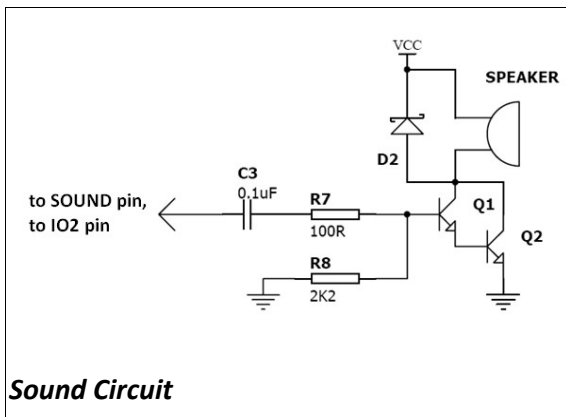 VCC
SPEAKER
D2
C3
0.1uF
R7
100R
Q1
Q2
to SOUND pin,
to IO2 pin
R8
2K2
Sound Circuit